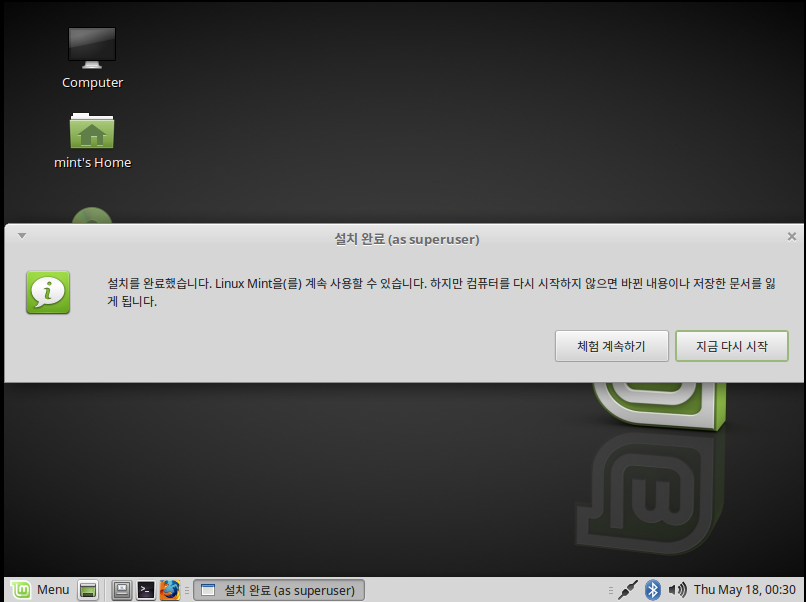 Computer
mint's Home
설치 완료 (as superuser)
설치를 완료했습니다. Linux Mint을(를) 계속 사용할 수 있습니다. 하지만 컴퓨터를 다시 시작하지 않으면 바뀐 내용이나 저장한 문서를 잃
게 됩니다.
체험 계속하기
지금 다시 시작
Menu
설치 완료 (as superuser)
Thu May 18, 00:30